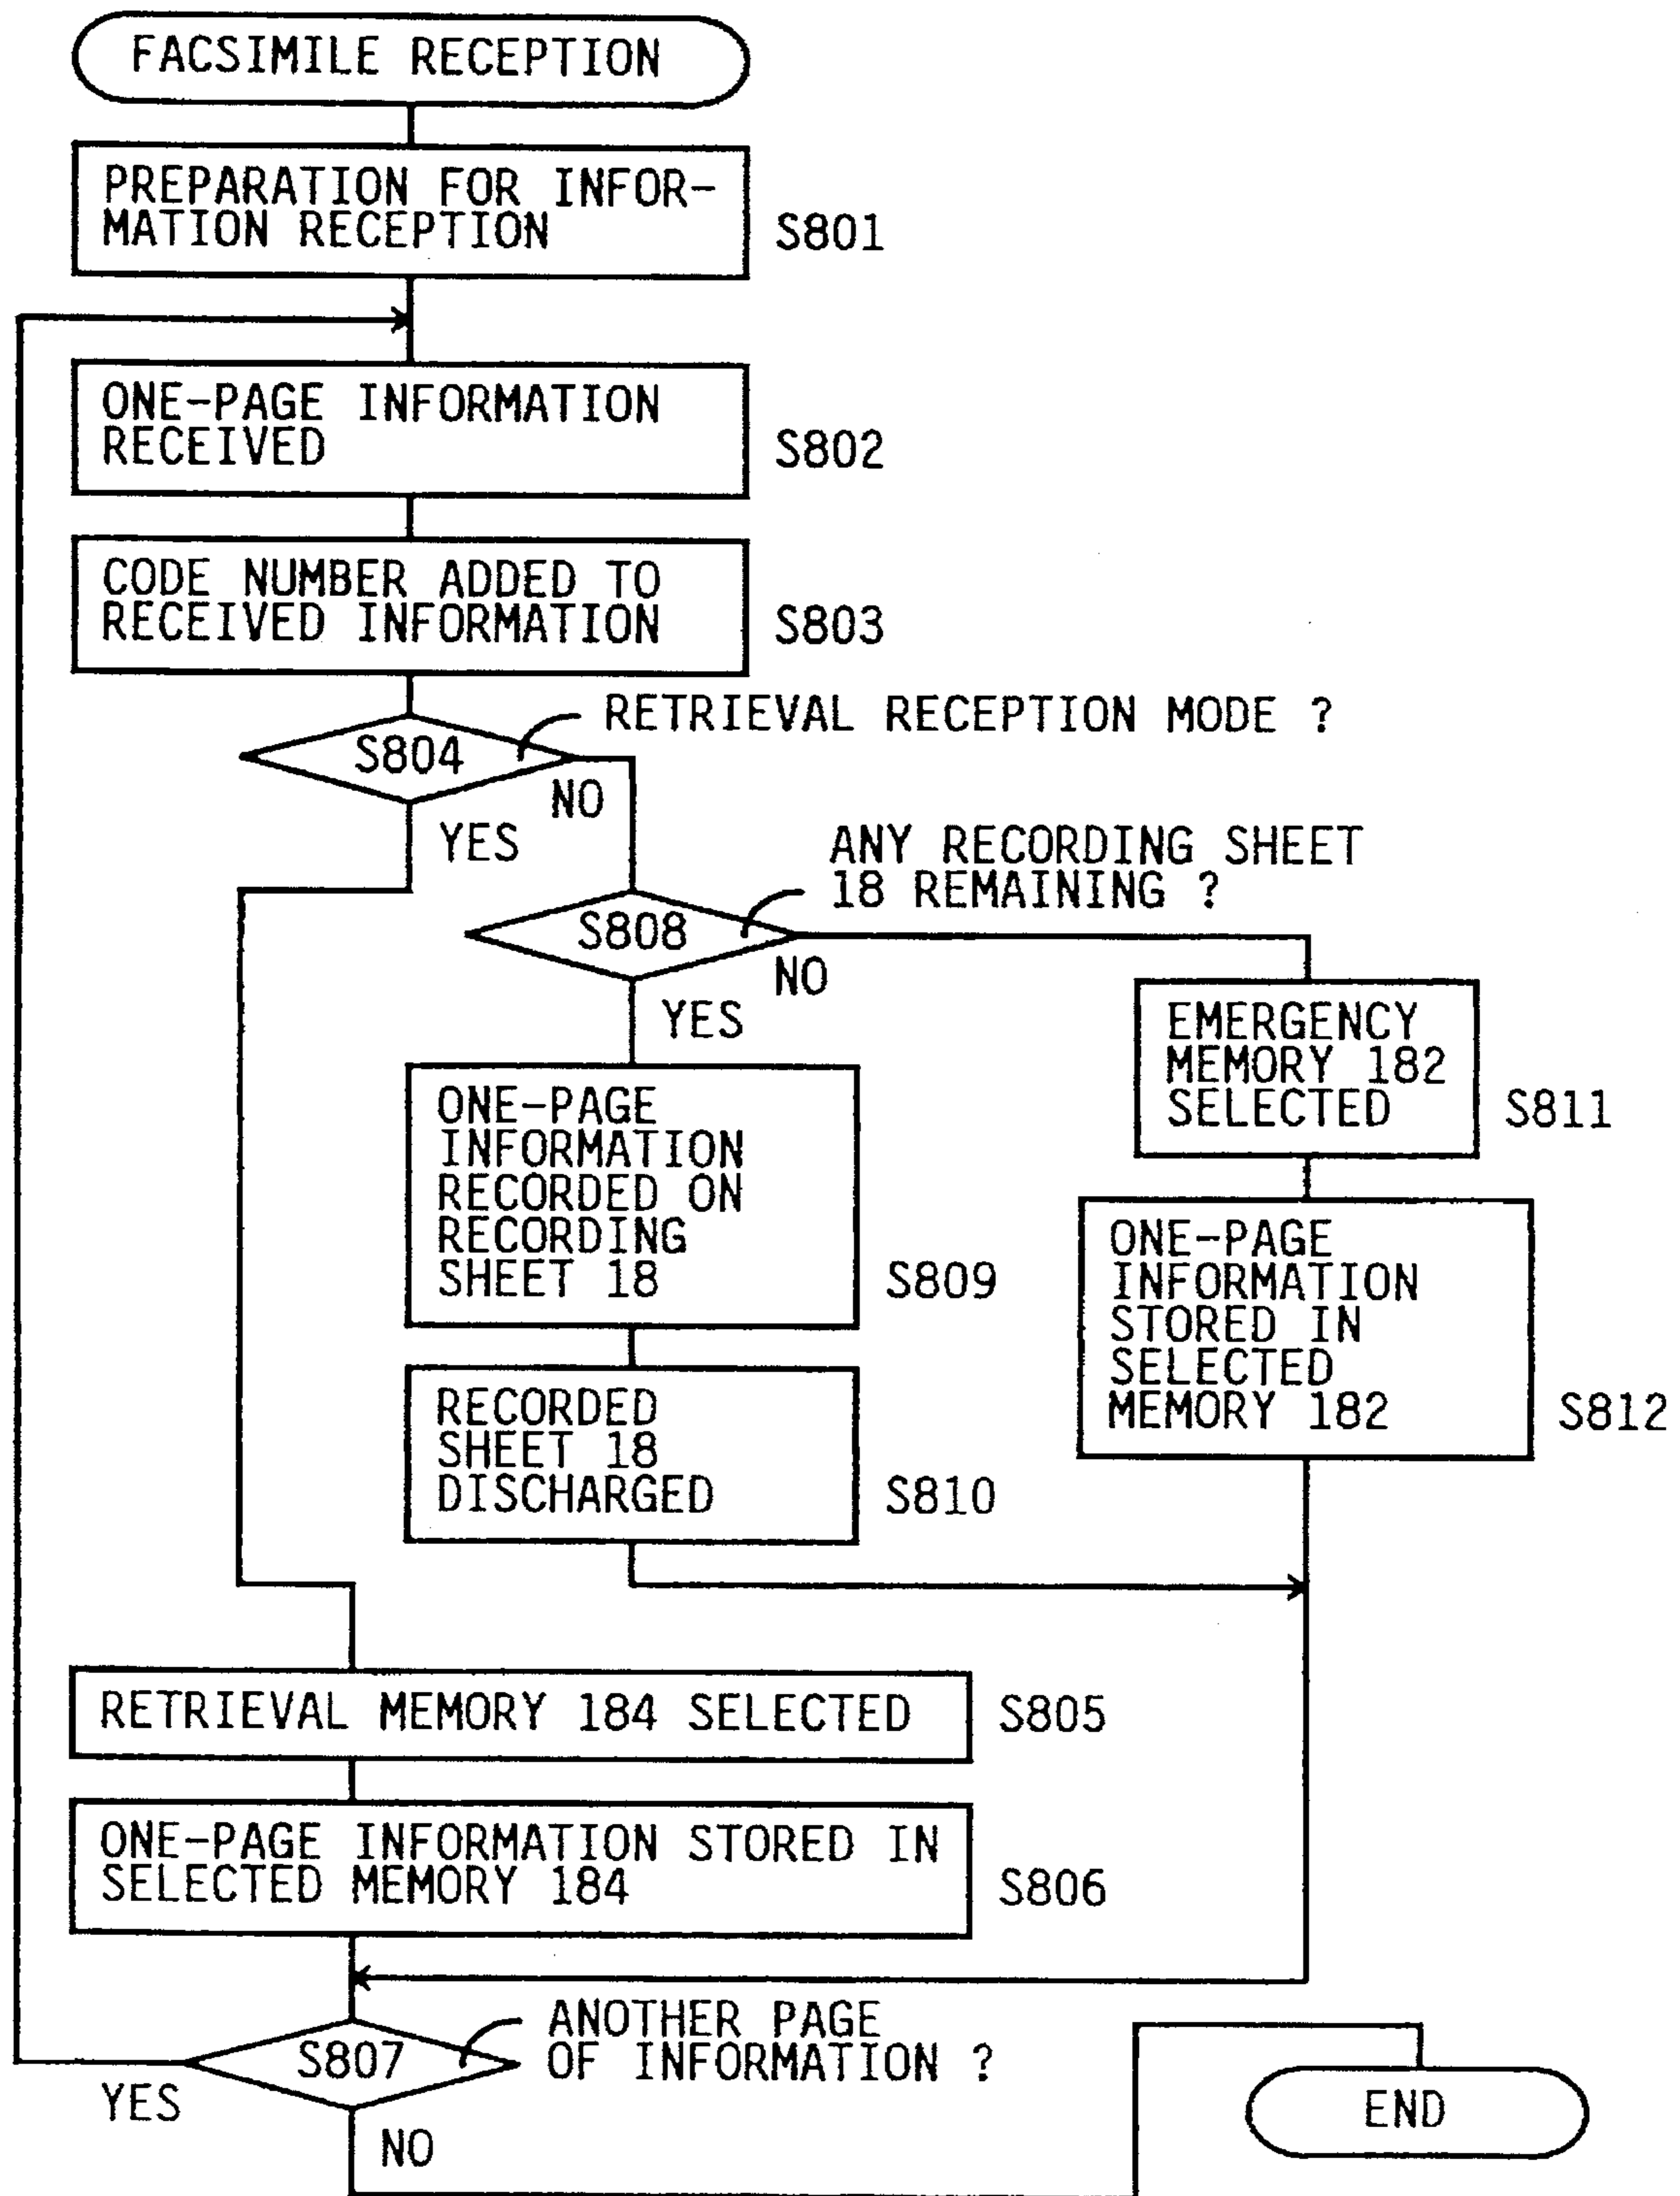 FACSIMILE RECEPTION
PREPARATION FOR INFOR-
MATION RECEPTION
S801
ONE-PAGE INFORMATION
RECEIVED
S802
CODE NUMBER ADDED TO
RECEIVED INFORMATION
S803
RETRIEVAL RECEPTION MODE ?
S804
NO
YES
ANY RECORDING SHEET
18 REMAINING ?
S808
NO
YES
EMERGENCY
MEMORY 182
SELECTED
S811
ONE-PAGE
INFORMATION
RECORDED ON
RECORDING
SHEET 18
S809
ONE-PAGE
INFORMATION
STORED IN
SELECTED
MEMORY 182
S812
RECORDED
SHEET 18
DISCHARGED
S810
RETRIEVAL MEMORY 184 SELECTED
S805
ONE-PAGE INFORMATION STORED IN
SELECTED MEMORY 184
S806
ANOTHER PAGE
OF INFORMATION ?
S807
YES
NO
END